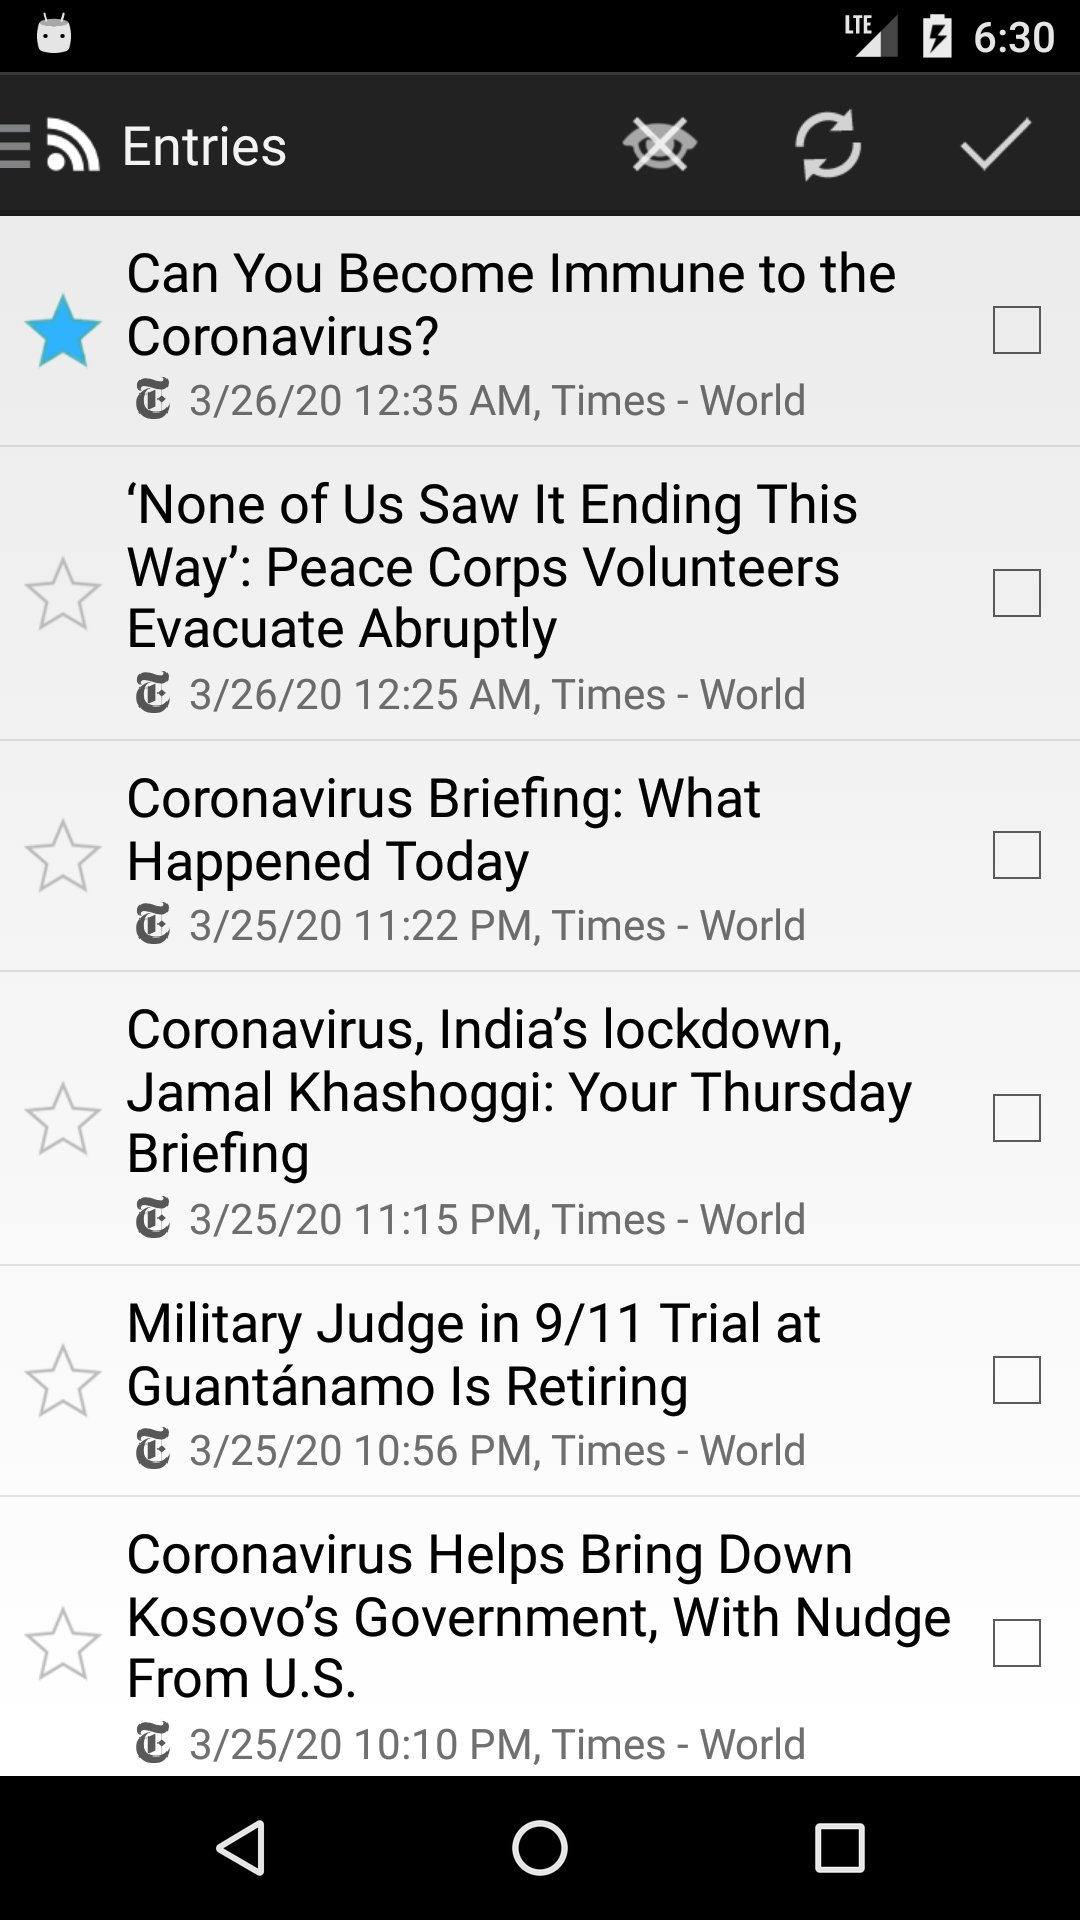 LTE 6:30
Entries
Can You Become Immune to the
Coronavirus?
3/26/20 12:35 AM, Times - World
‘None of Us Saw It Ending This
Way’: Peace Corps Volunteers
Evacuate Abruptly
3/26/20 12:25 AM, Times - World
Coronavirus Briefing: What
Happened Today
3/25/20 11:22 PM, Times - World
Coronavirus, India’s lockdown,
Jamal Khashoggi: Your Thursday
Briefing
3/25/20 11:15 PM, Times - World
Military Judge in 9/11 Trial at
Guantánamo Is Retiring
3/25/20 10:56 PM, Times - World
Coronavirus Helps Bring Down
Kosovo’s Government, With Nudge
From U.S.
3/25/20 10:10 PM, Times - World